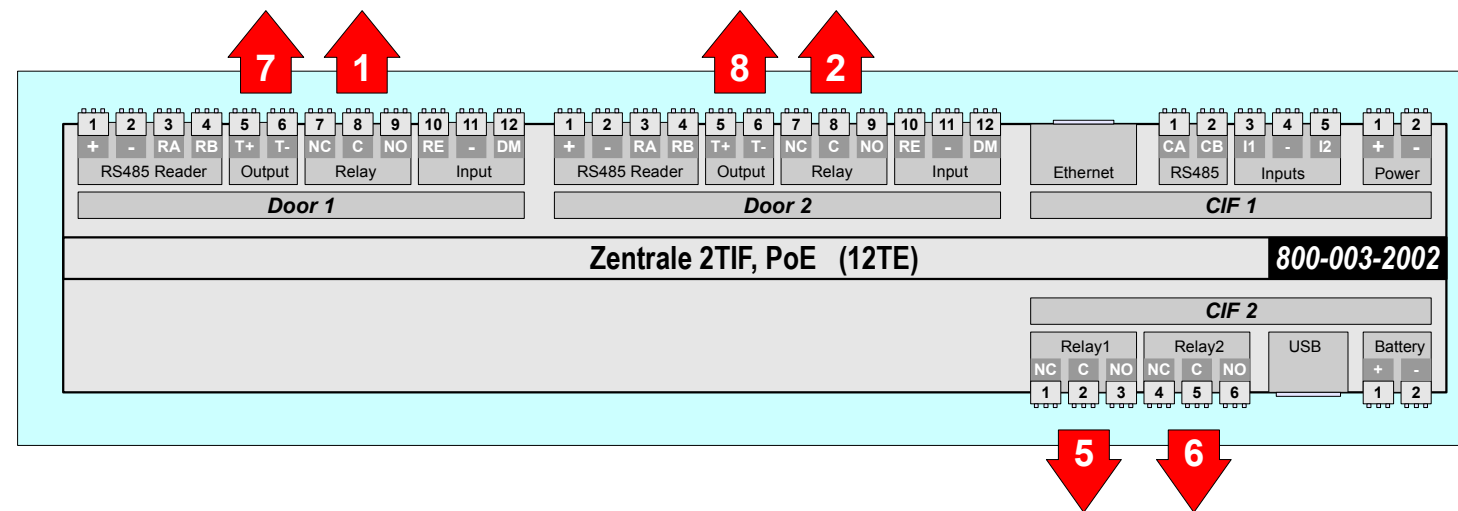 7 1 8 2
1 2 3 4 5 6 7 8 9 10 11 12 1 2 3 4 5 6 7 8 9 10 11 12 1 2 3 4 5 1 2
+ - RA RB T+ T- NC C NO RE - DM + - RA RB T+ T- NC C NO RE - DM CA CB I1 - I2 + -
RS485 Reader Output Relay Input RS485 Reader Output Relay Input Ethernet RS485 Inputs Power
Door 1 Door 2 CIF 1
Zentrale 2TIF, PoE (12TE) 800-003-2002
CIF 2
Relay1 Relay2 USB Battery
NC C NO NC C NO + -
1 2 3 4 5 6 1 2
5 6